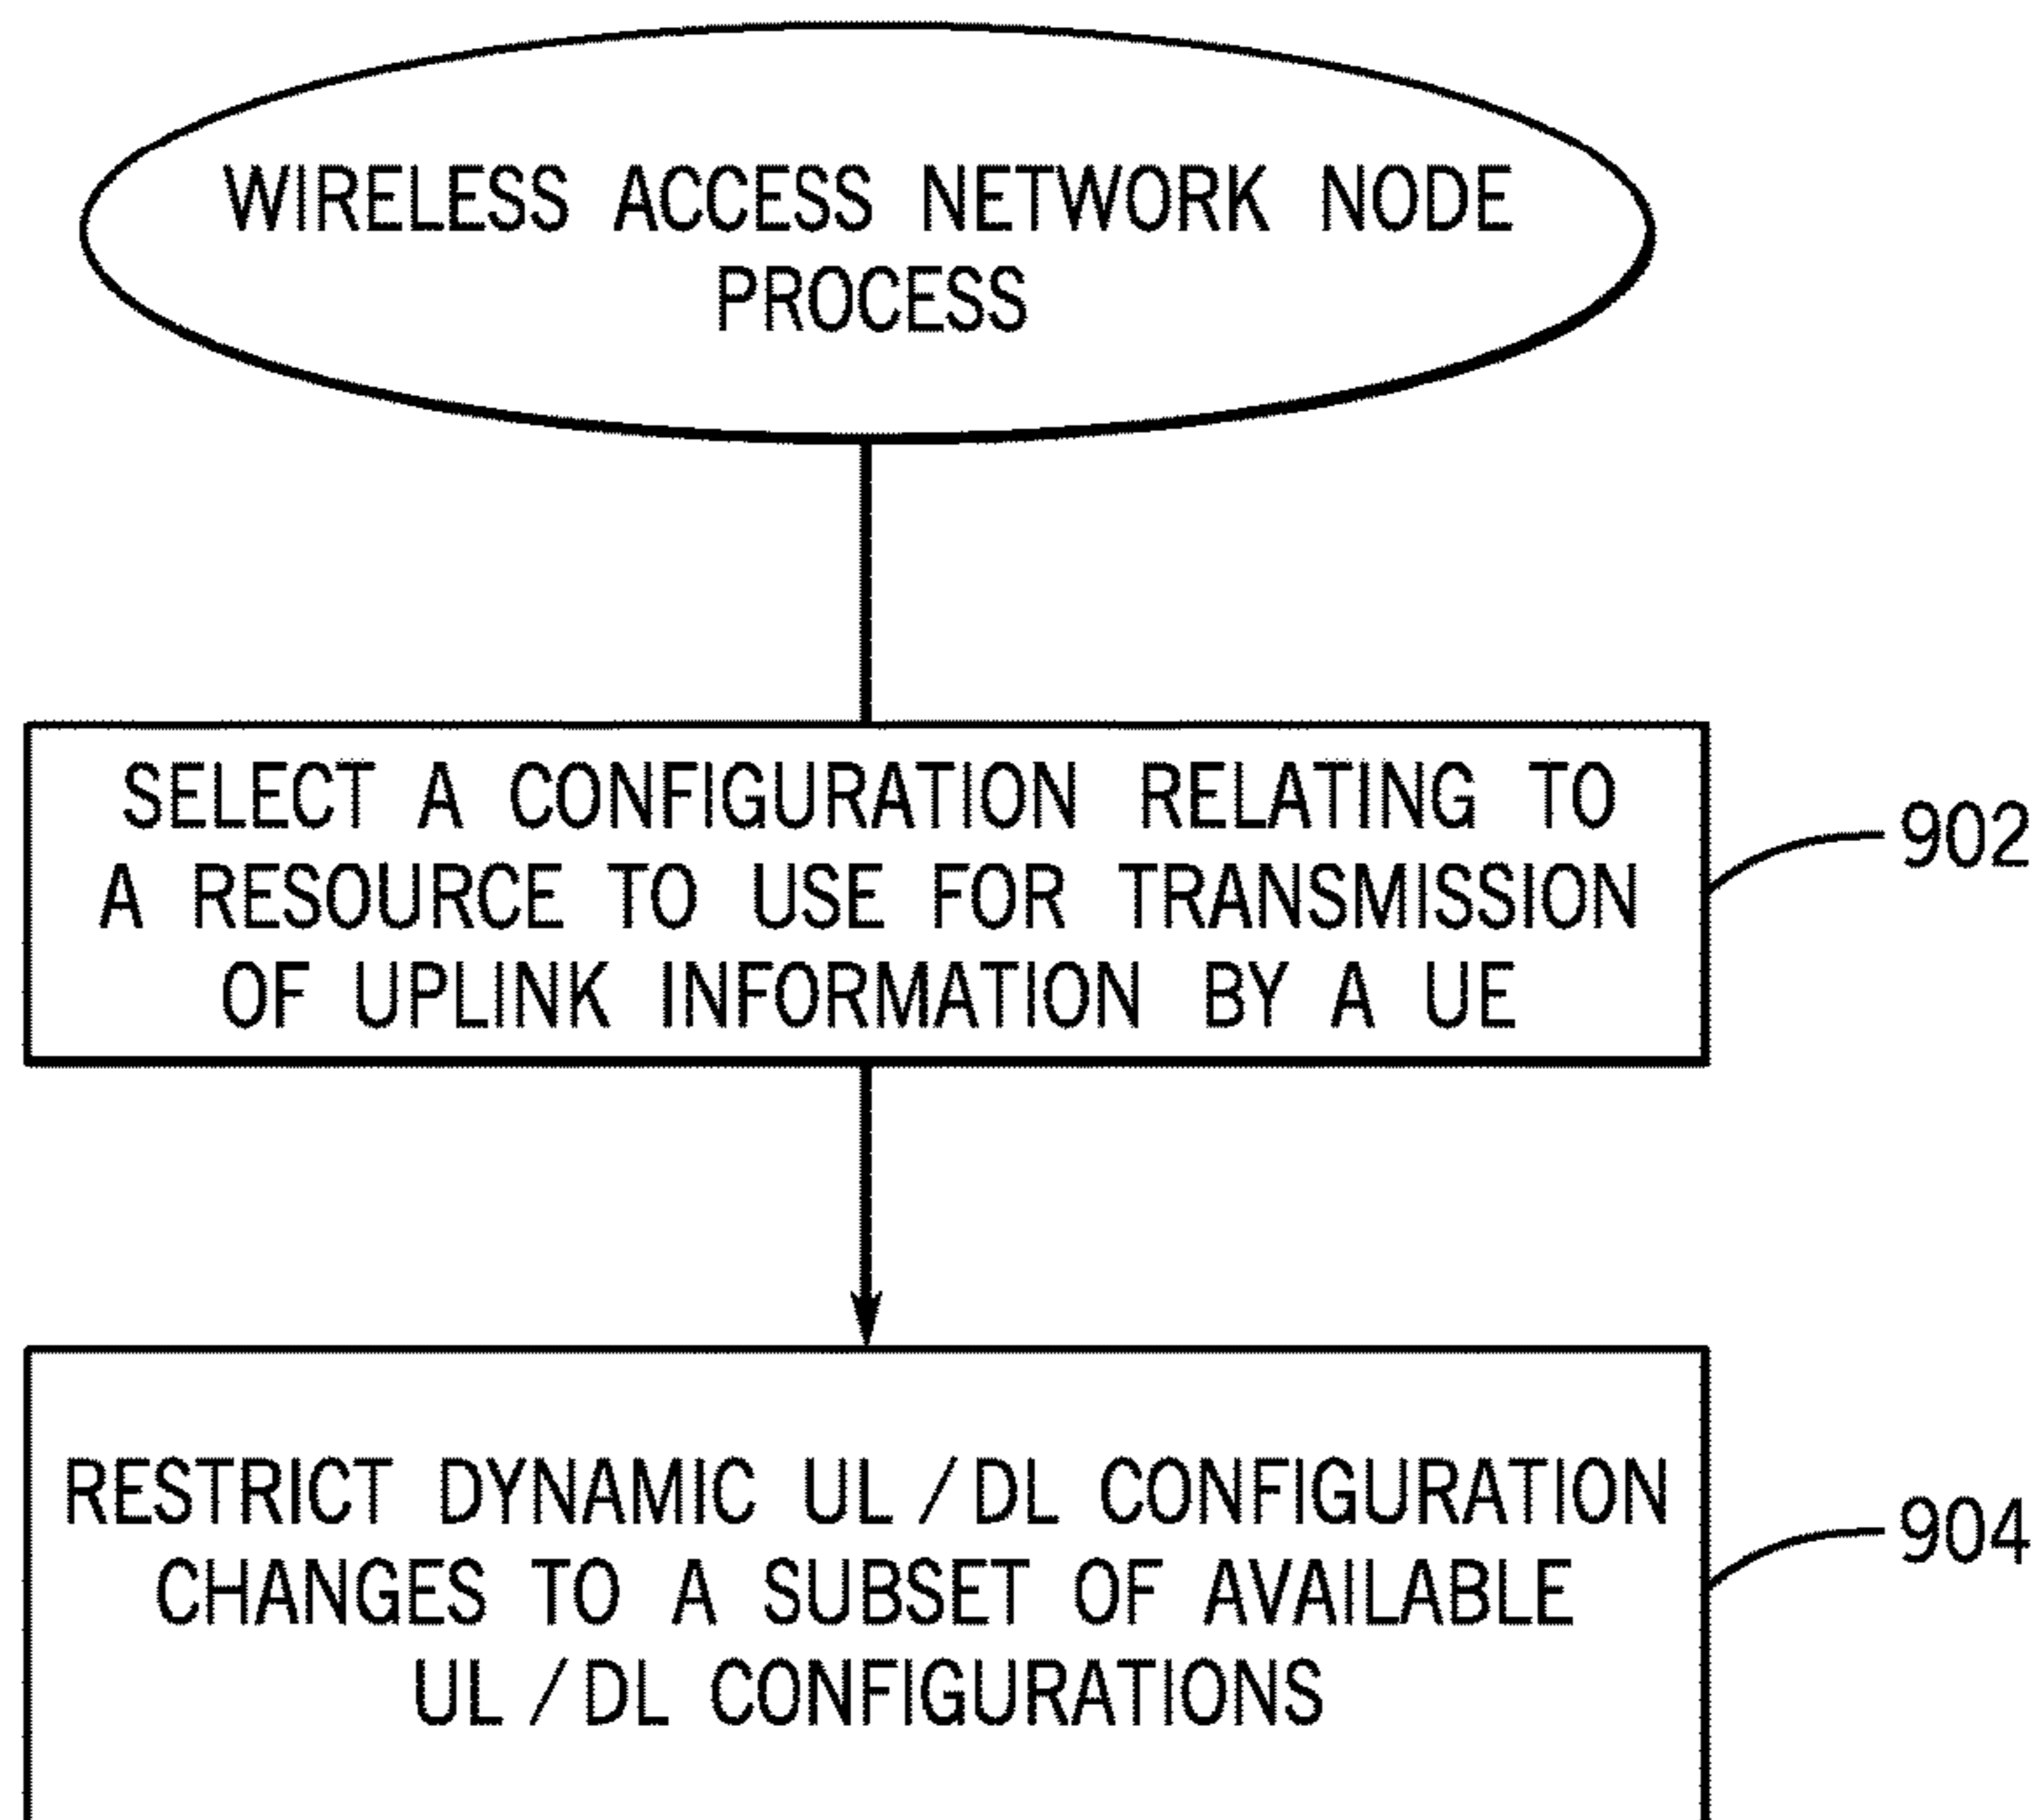 WIRELESS ACCESS NETWORK NODE
PROCESS
SELECT A CONFIGURATION RELATING TO
A RESOURCE TO USE FOR TRANSMISSION
OF UPLINK INFORMATION BY A UE
902
RESTRICT DYNAMIC UL/DL CONFIGURATION
CHANGES TO A SUBSET OF AVAILABLE
UL/DL CONFIGURATIONS
904